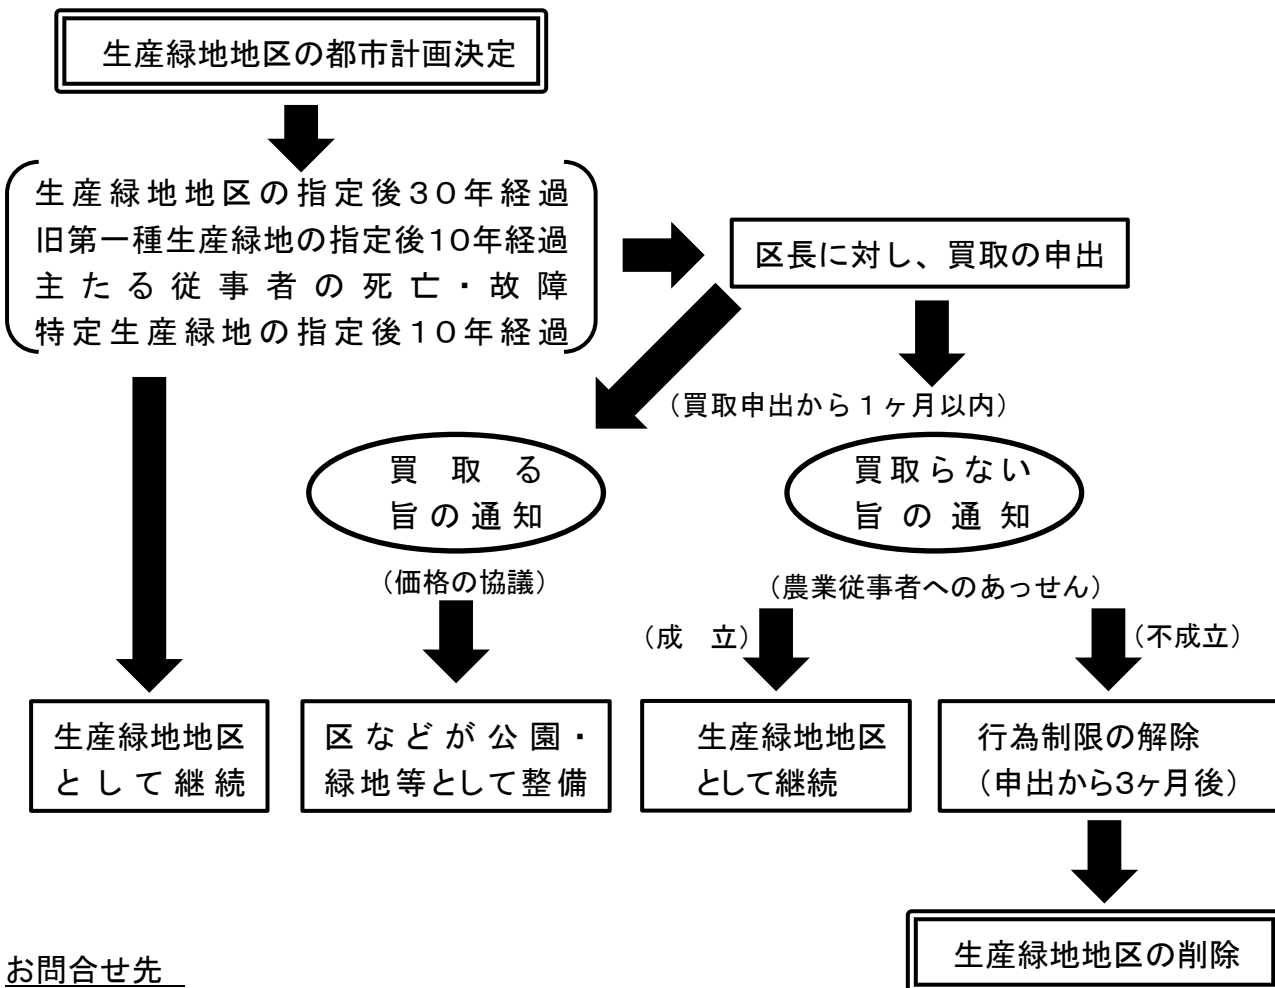 生産緑地地区の都市計画決定
生産緑地地区の指定後30年経過
旧第一種生産緑地の指定後10年経過
主たる従事者の死亡・故障
特定生産緑地の指定後10年経過
区長に対し、買取の申出
（買取申出から１ヶ月以内）
買取る
旨の通知
買取らない
旨の通知
（価格の協議）
（農業従事者へのあっせん）
（成　立）
（不成立）
生産緑地地区
として継続
区などが公園・
緑地等として整備
生産緑地地区
として継続
行為制限の解除
（申出から3ヶ月後）
生産緑地地区の削除
お問合せ先